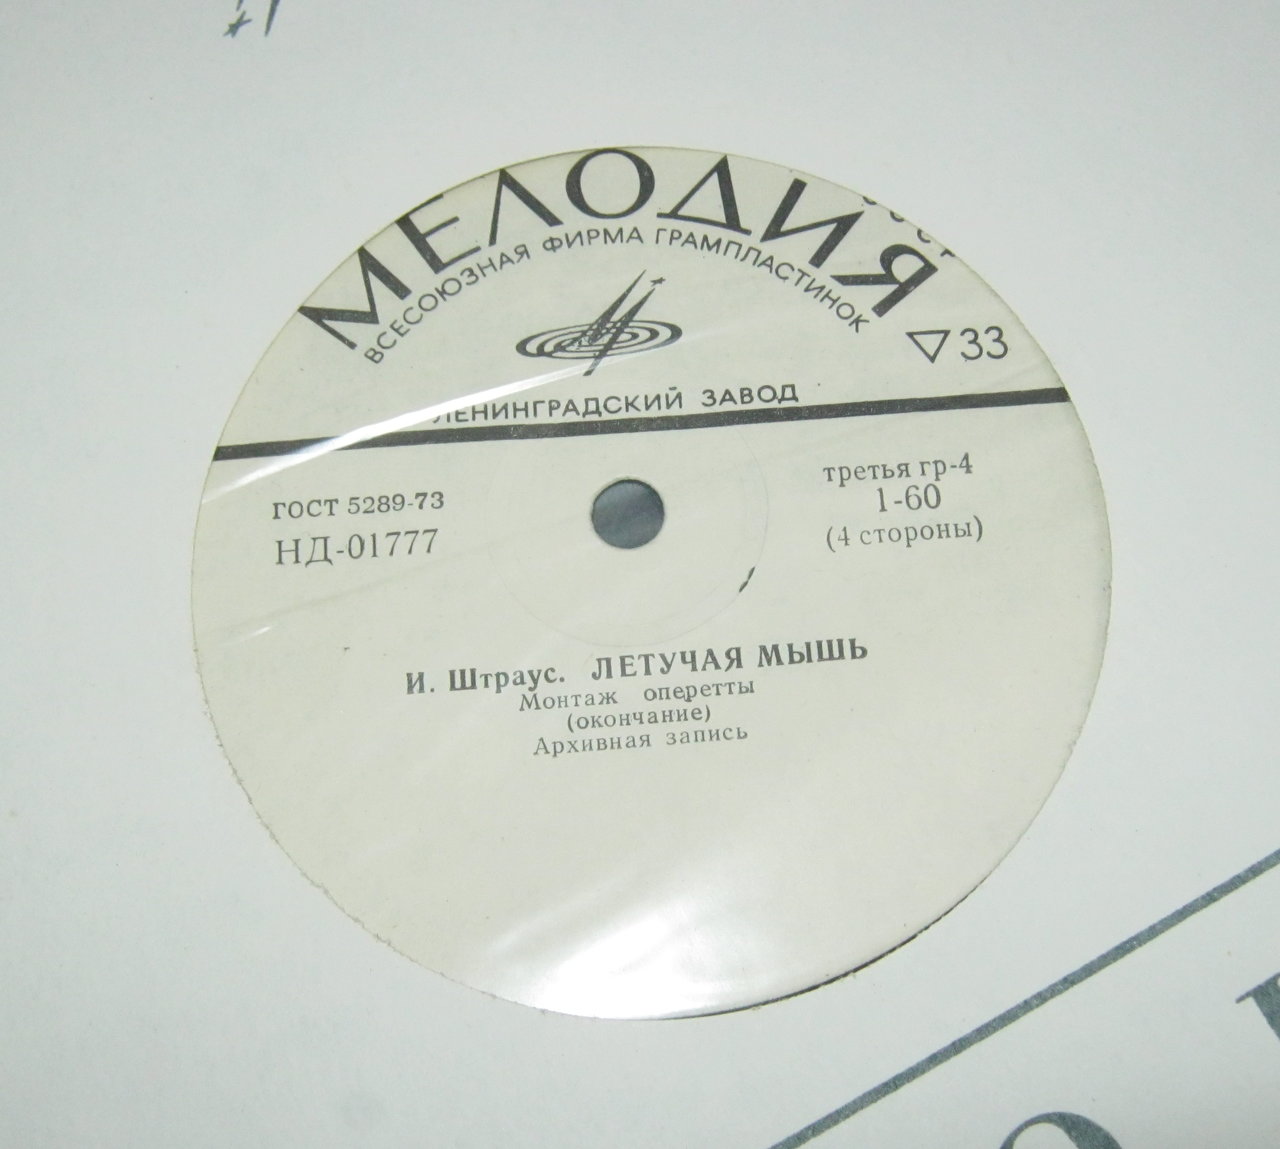 МЕЛОДИЯ
ВСЕСОЮЗНАЯ ФИРМА ГРАМПЛАСТИНОК
▽33
ЛЕНИНГРАДСКИЙ ЗАВОД
ГОСТ 5289-73
НД-01777
третья гр-4
1-60
(4 стороны)
И. Штраус. ЛЕТУЧАЯ МЫШЬ
Монтаж оперетты
(окончание)
Архивная запись